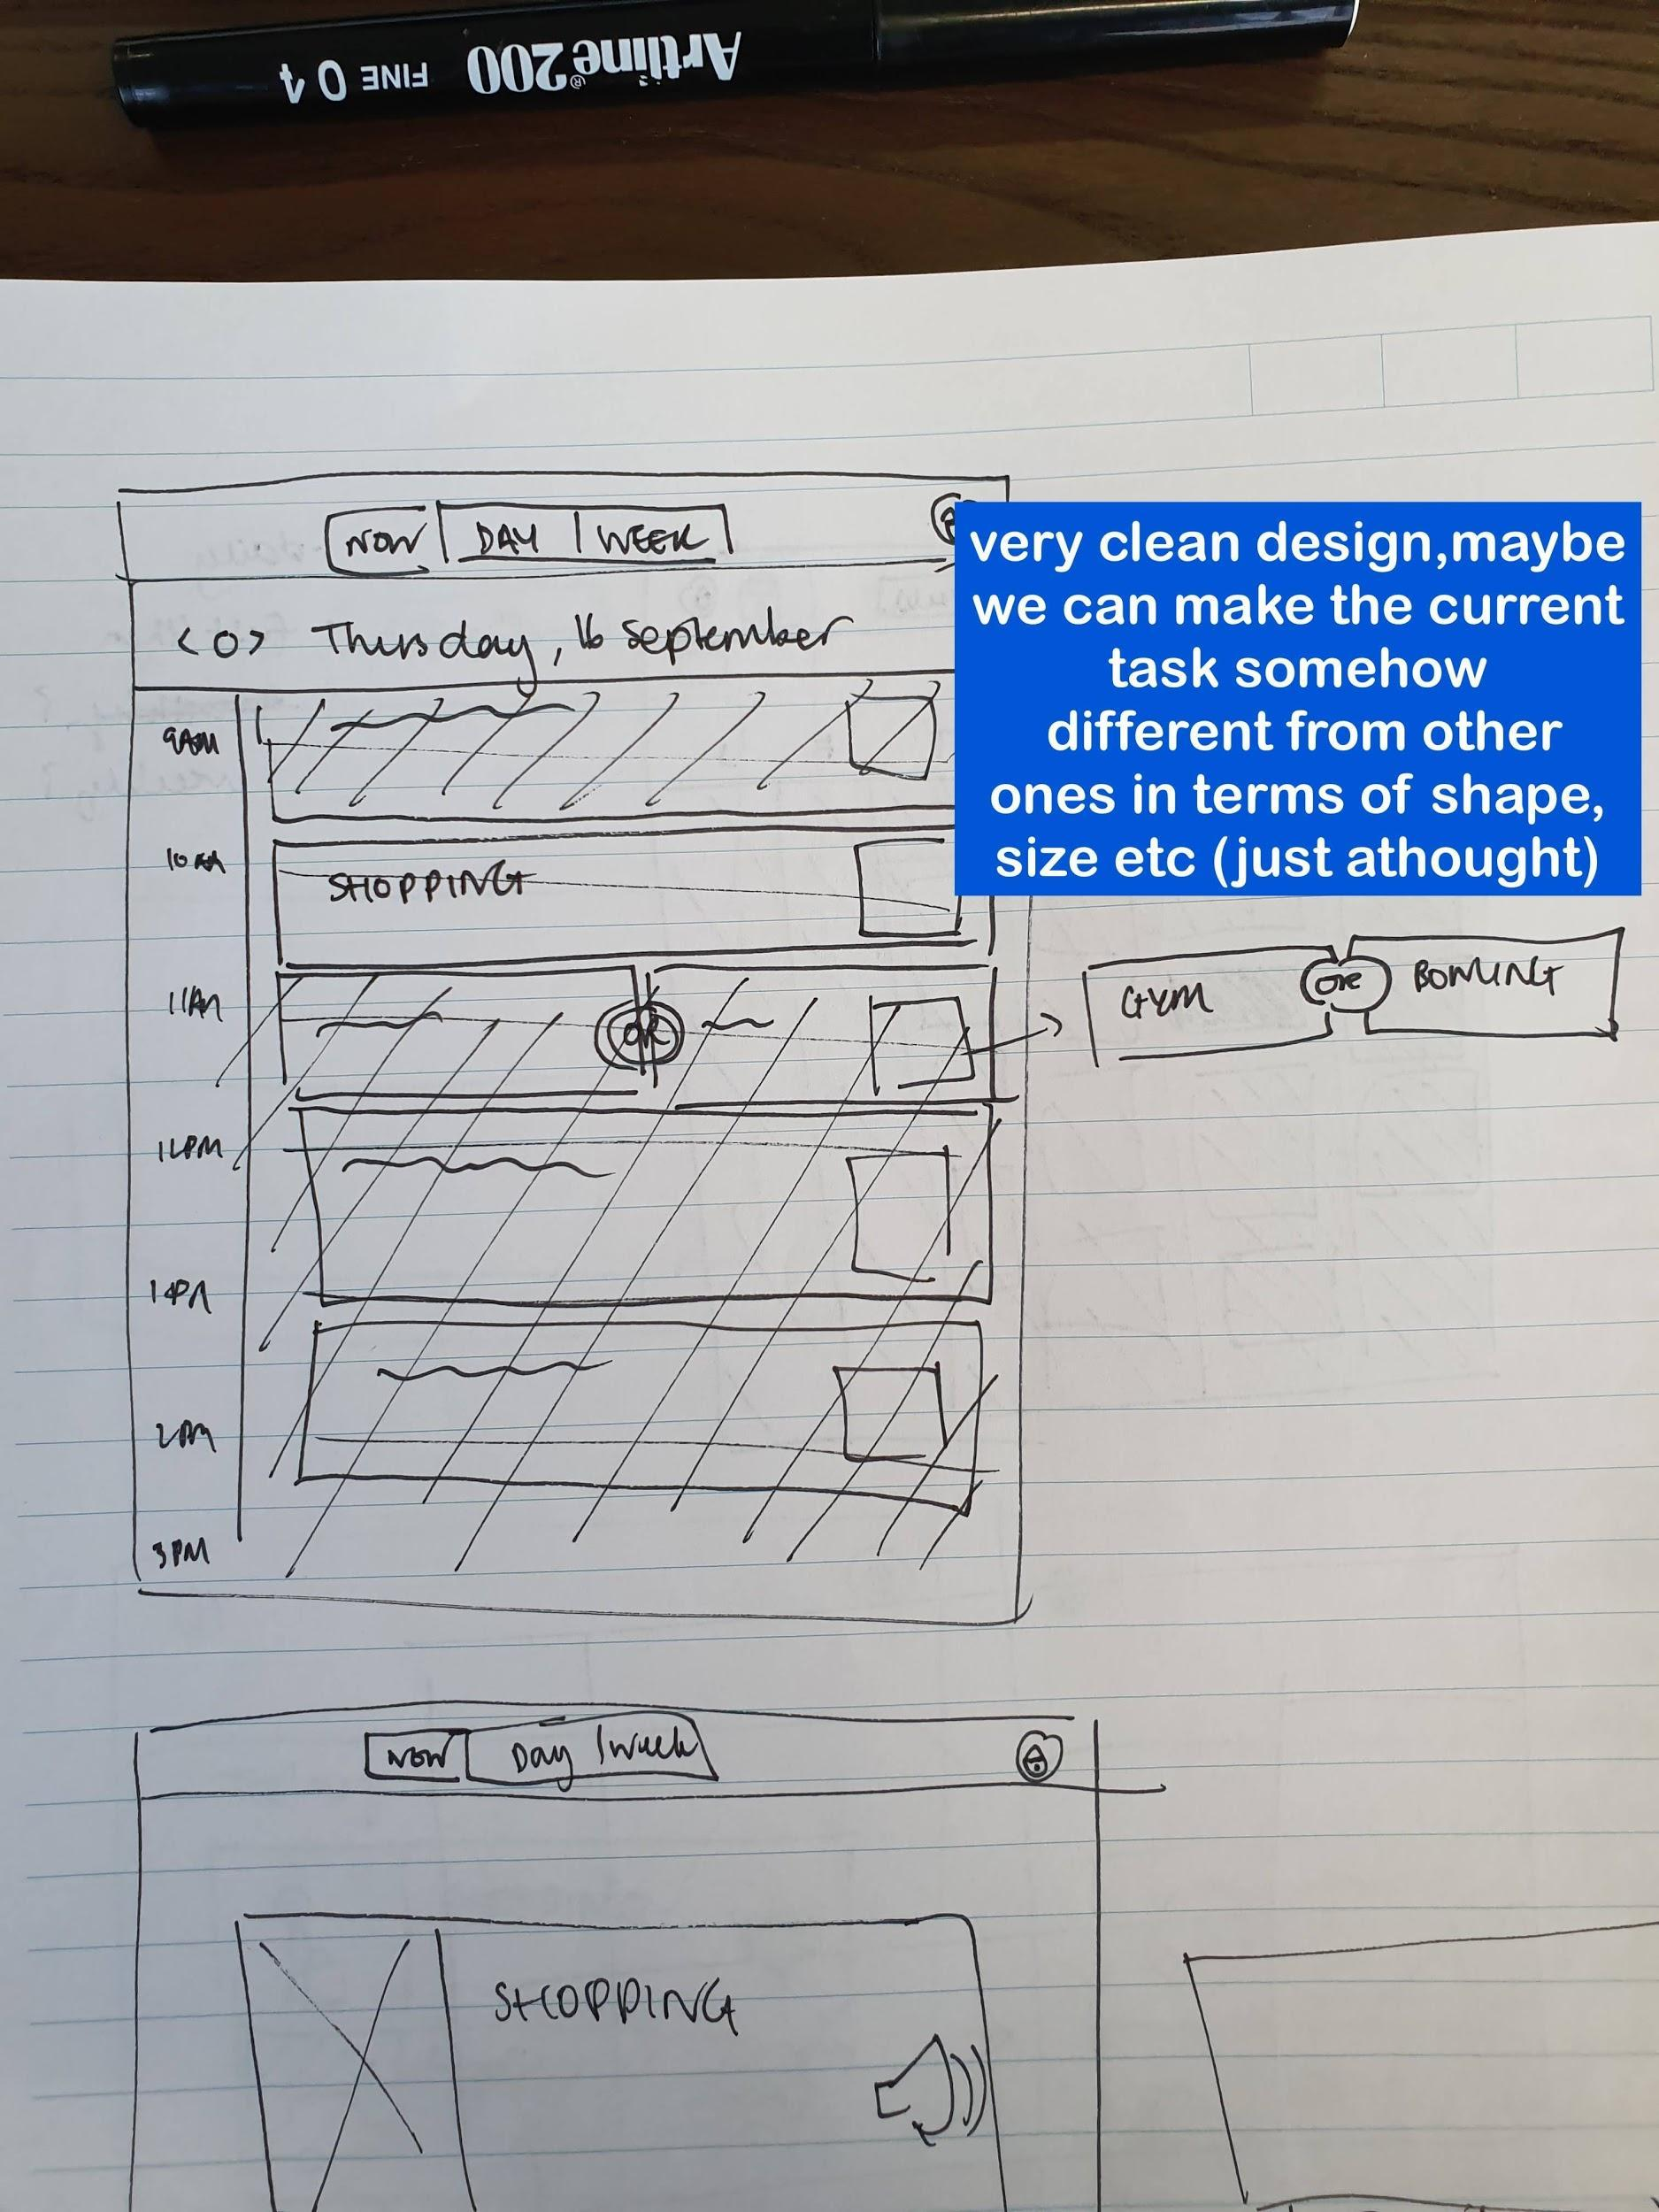 Artline® 200 FINE 0.4
NOW DAY WEEK
very clean design,maybe
we can make the current
task somehow
different from other
ones in terms of shape,
size etc (just athought)
<0> Thursday, 16 September
9AM
10AM
SHOPPING
11AM
OR
GYM OR BOWLING
12PM
1PM
2PM
3PM
NOW Day Week
SHOPPING